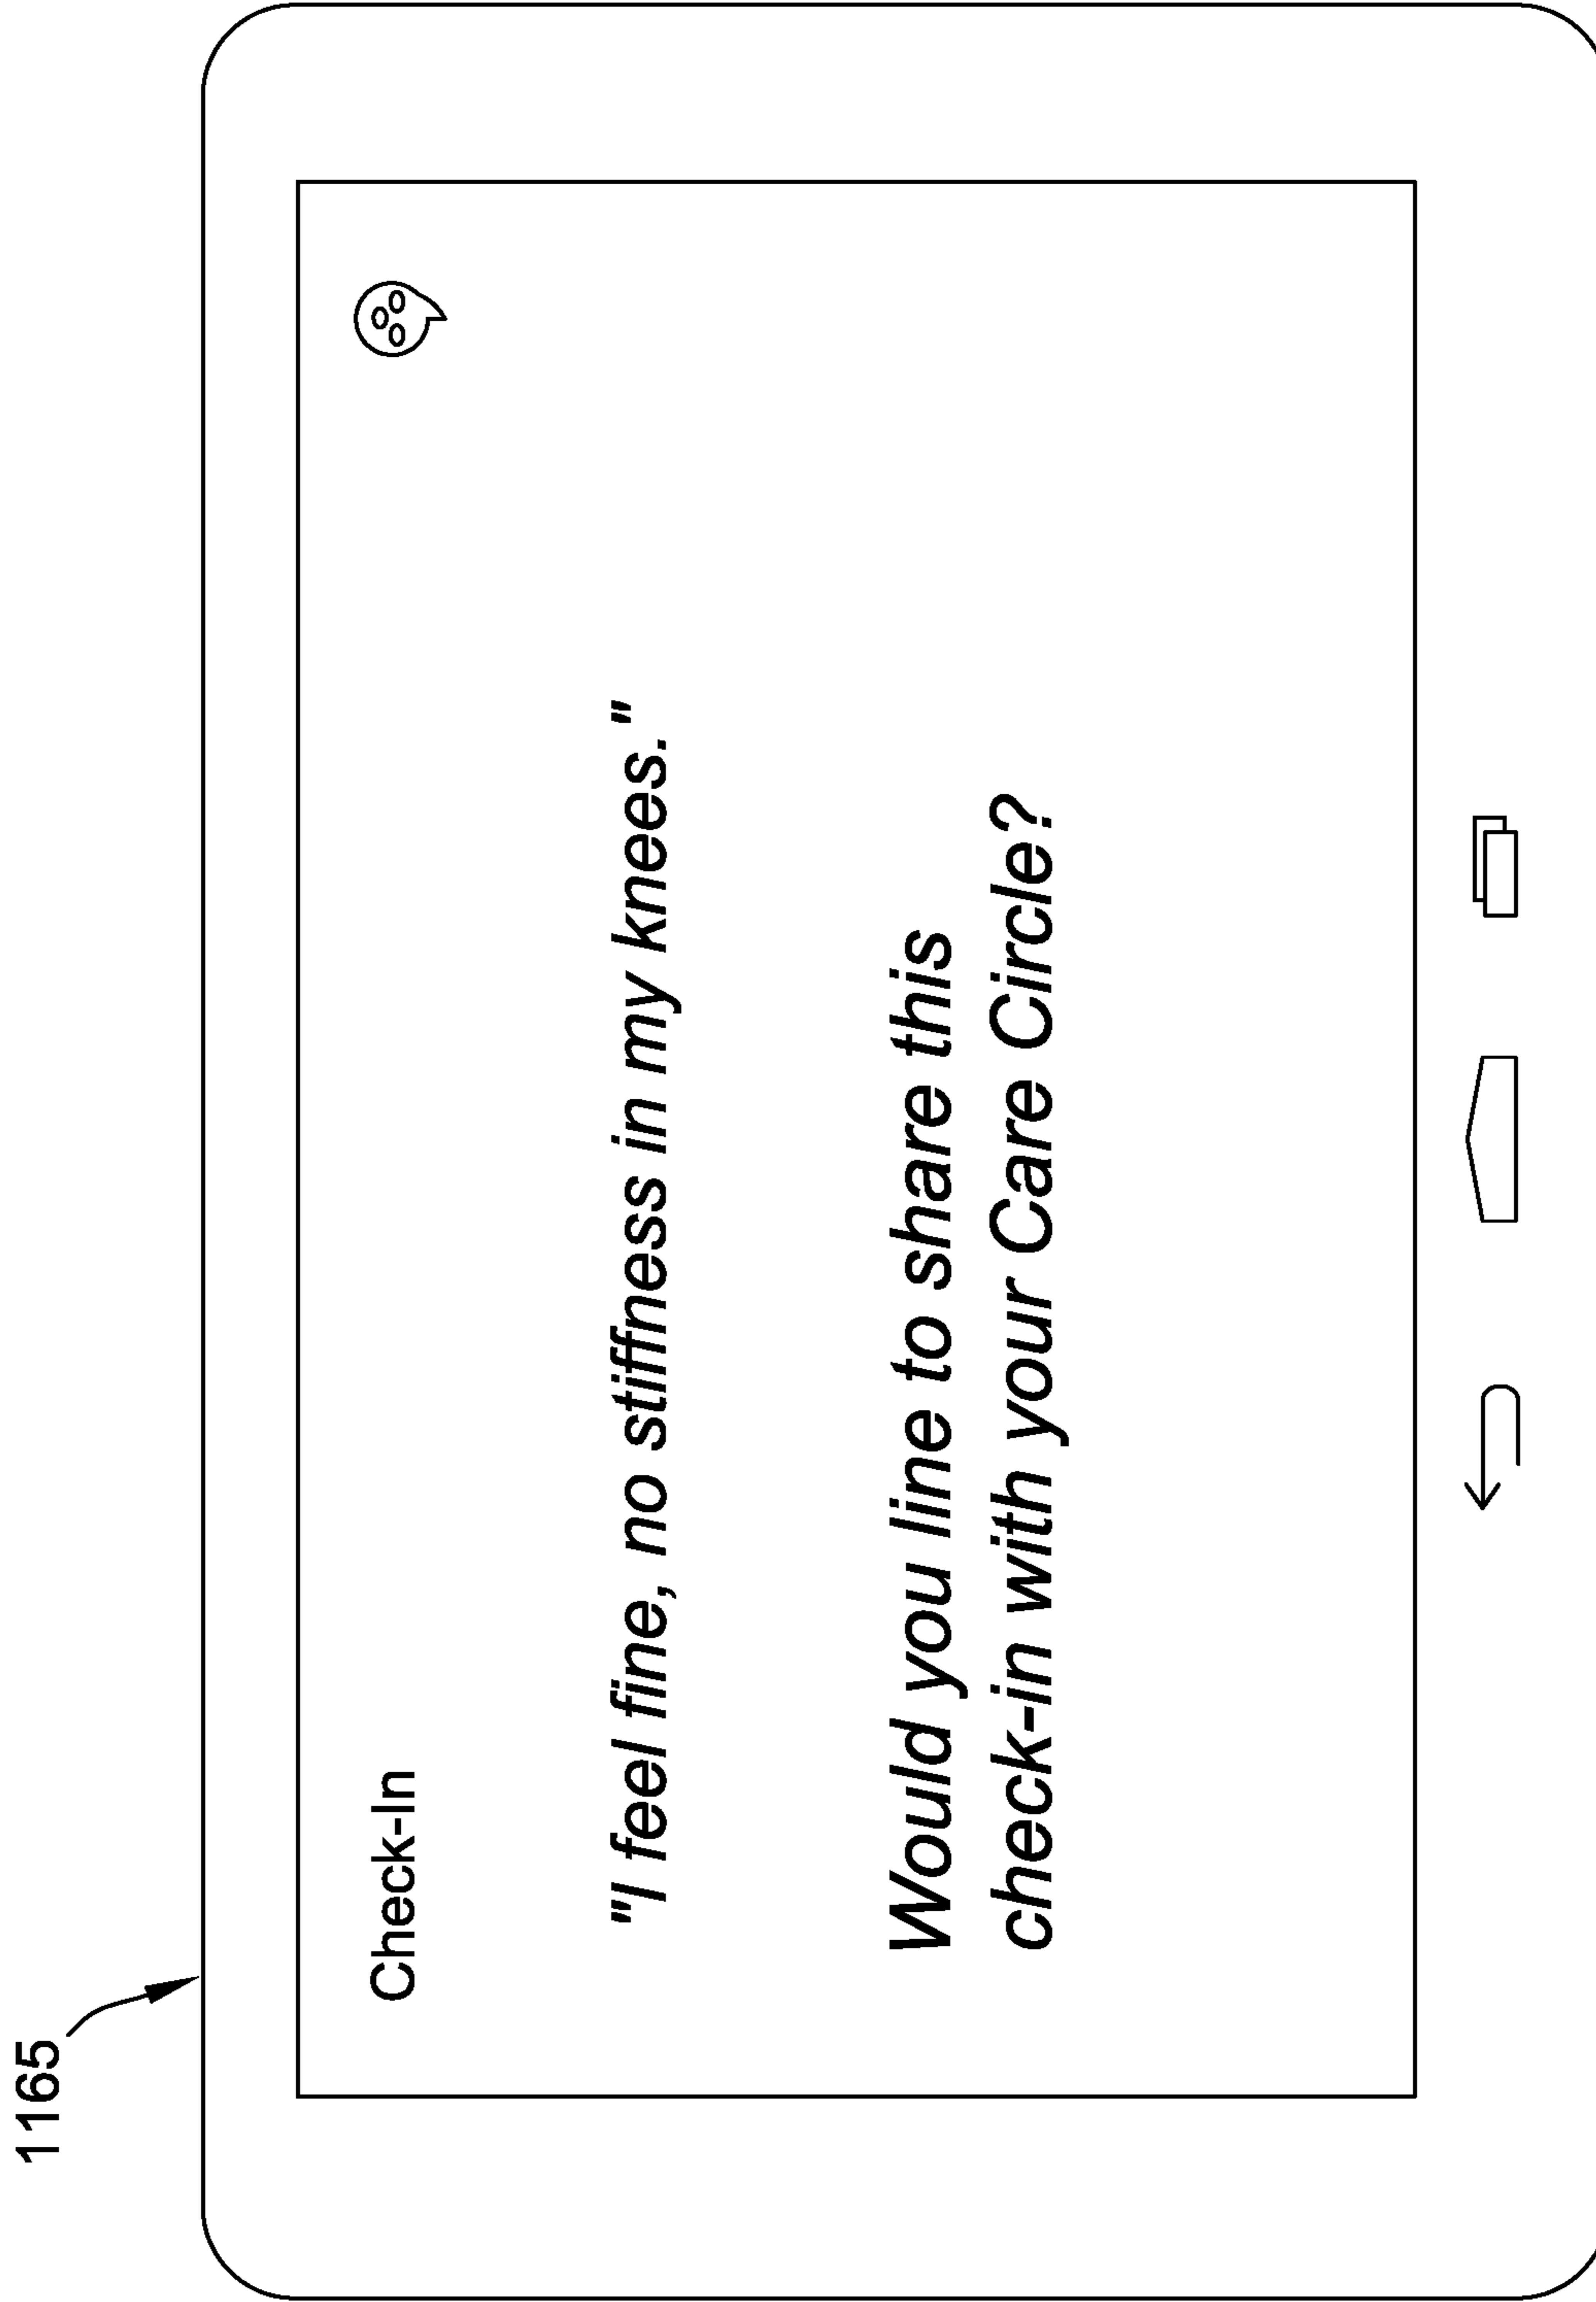 1165
Check-In
"I feel fine, no stiffness in my knees."
Would you line to share this
check-in with your Care Circle?